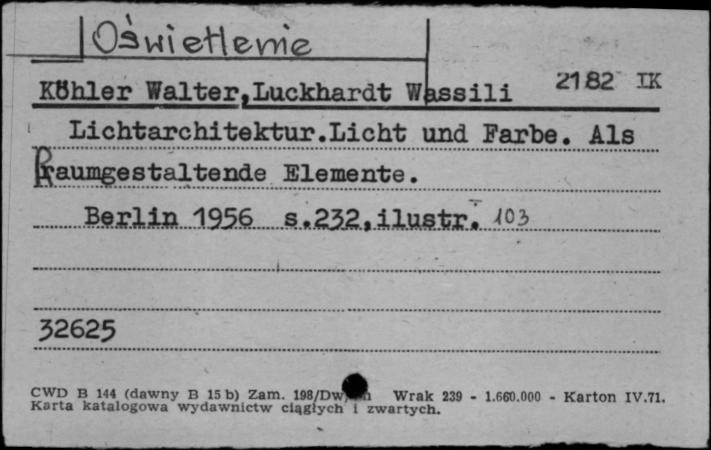 Oświetlenie
Köhler Walter,Luckhardt Wassili 2182 IK
Lichtarchitektur.Licht und Farbe. Als
Raumgestaltende Elemente.
Berlin 1956 s.232,ilustr. 103
32625
CWD B 144 (dawny B 15 b) Zam. 198/Dw Wrak 239 - 1.660.000 - Karton IV.71.
Karta katalogowa wydawnictw ciągłych i zwartych.